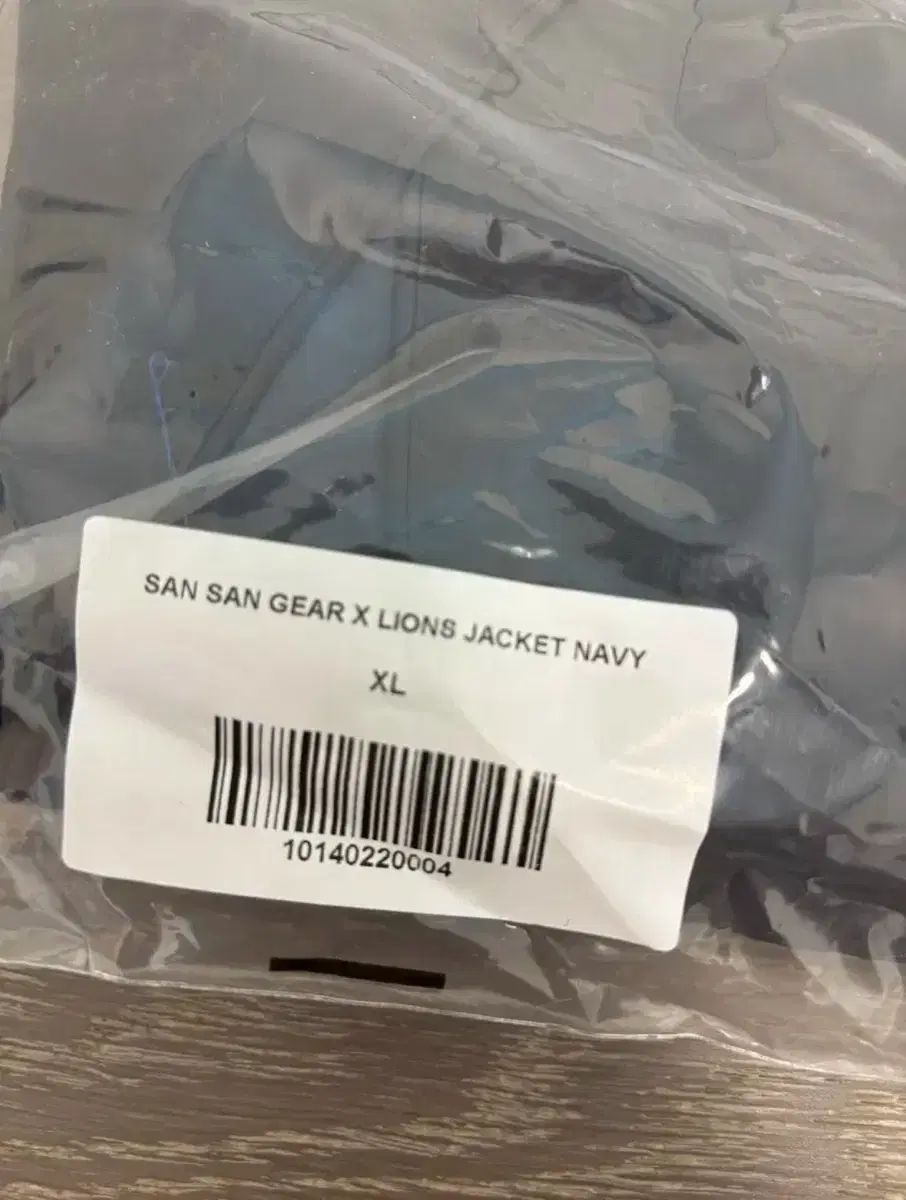 SAN SAN GEAR X LIONS JACKET NAVY
XL
10140220004